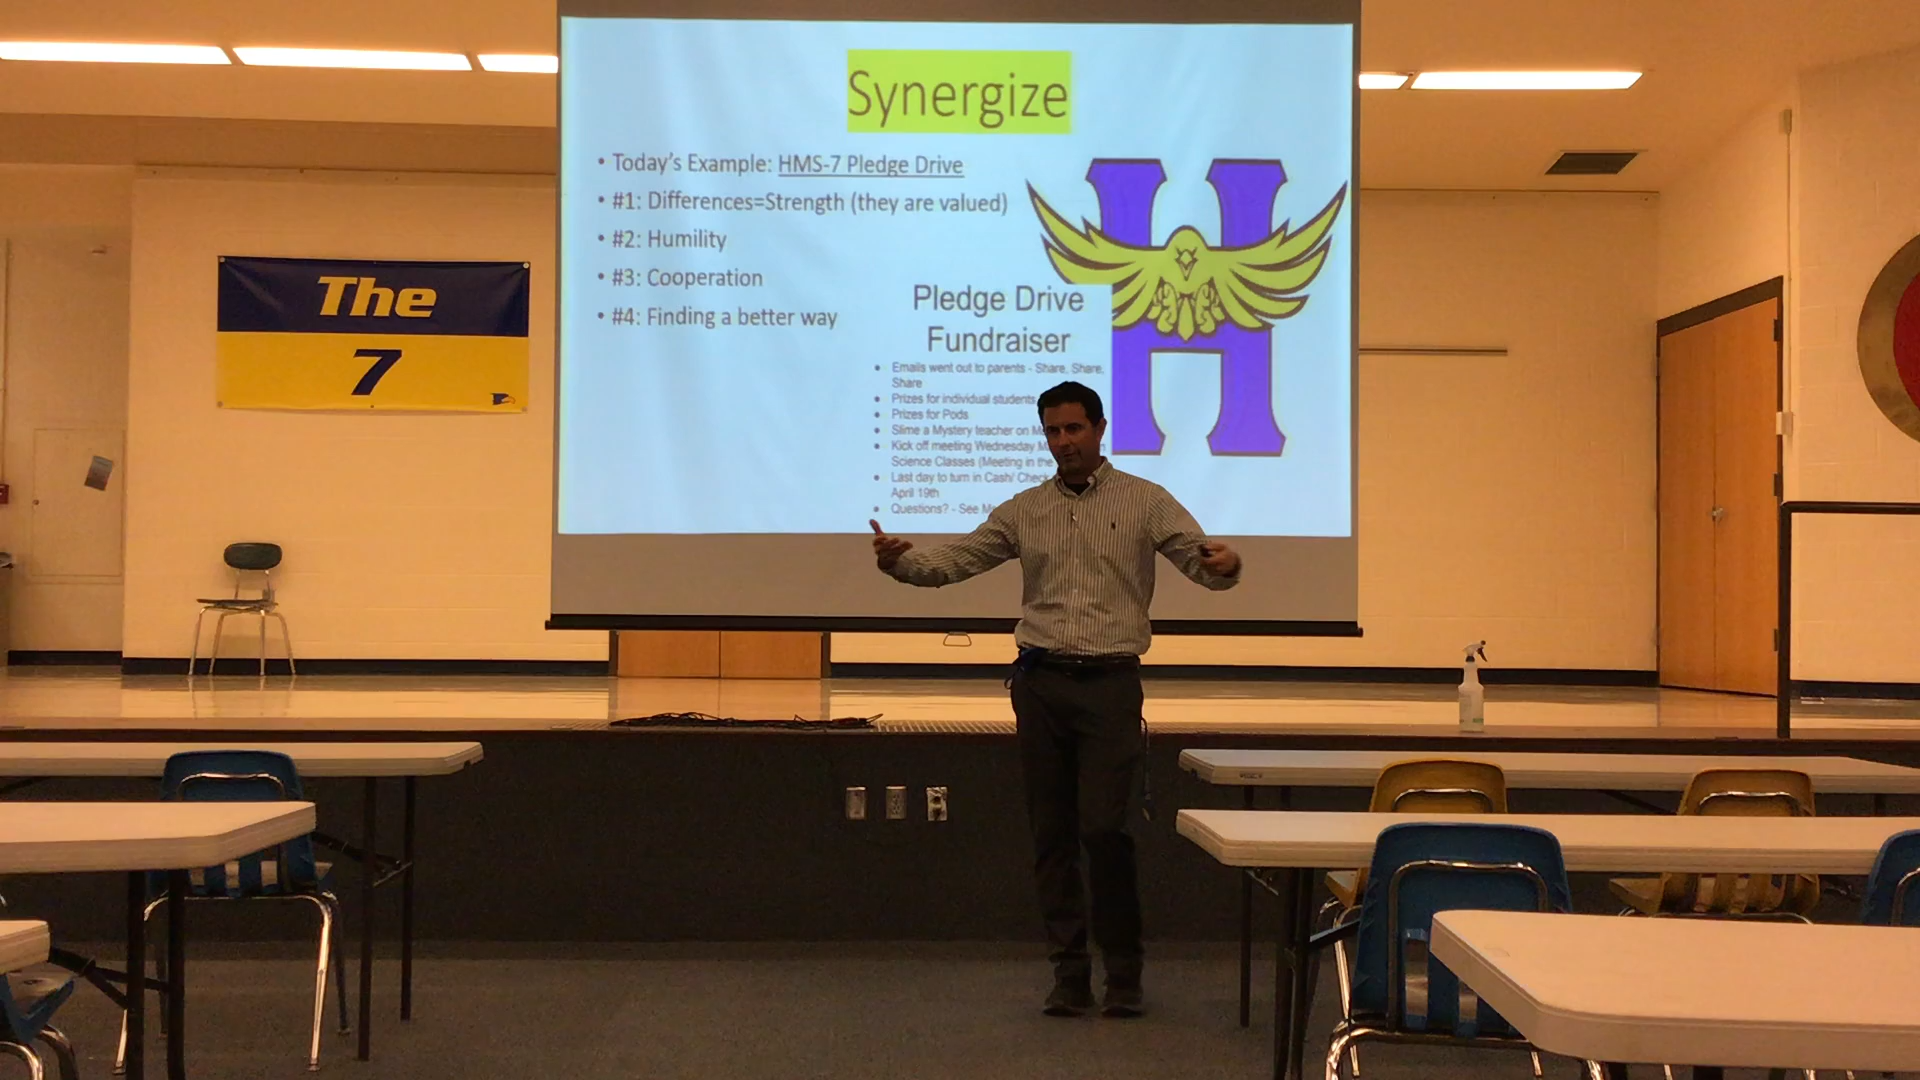 Synergize
• Today's Example: HMS-7 Pledge Drive
• #1: Differences=Strength (they are valued)
• #2: Humility
• #3: Cooperation
• #4: Finding a better way
Pledge Drive
Fundraiser
• Emails went out to parents - Share, Share,
Share
• Prizes for individual students
• Prizes for Pods
• Slime a Mystery teacher on
• Kick off meeting Wednesday
Science Classes (Meeting in the
• Last day to turn in Cash/ Check
April 19th
• Questions? - See
H
The
7